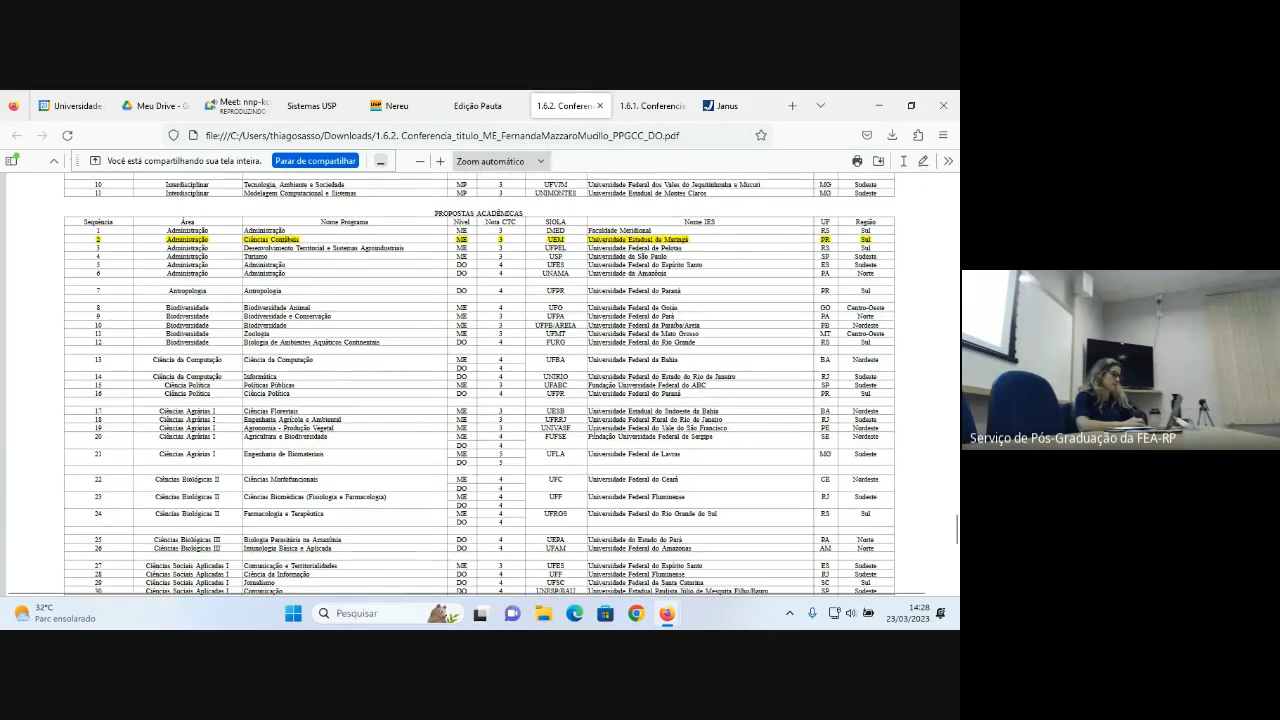 Universidade
Meu Drive - G
Meet: nnp-kc
REPRODUZINDO
Sistemas USP
USP
Nereu
Edição Pauta
1.6.2. Conferen
1.6.1. Conferencia
Janus
file:///C:/Users/thiagosasso/Downloads/1.6.2. Conferencia_titulo_ME_FernandaMazzaroMucillo_PPGCC_DO.pdf
Você está compartilhando sua tela inteira.
Parar de compartilhar
Zoom automático
10 Interdisciplinar Tecnologia, Ambiente e Sociedade MP 3 UFVJM Universidade Federal dos Vales do Jequitinhonha e Mucuri MG Sudeste
11 Interdisciplinar Modelagem Computacional e Sistemas MP 3 UNIMONTES Universidade Estadual de Montes Claros MG Sudeste
PROPOSTAS ACADÊMICAS
Sequência Área Nome Programa Nível Nota CTC SIGLA Nome IES UF Região
1 Administração Administração ME 3 IMED Faculdade Meridional RS Sul
2 Administração Ciências Contábeis ME 3 UEM Universidade Estadual de Maringá PR Sul
3 Administração Desenvolvimento Territorial e Sistemas Agroindustriais ME 3 UFPEL Universidade Federal de Pelotas RS Sul
4 Administração Turismo ME 3 USP Universidade de São Paulo SP Sudeste
5 Administração Administração DO 4 UFES Universidade Federal do Espírito Santo ES Sudeste
6 Administração Administração DO 4 UNAMA Universidade da Amazônia PA Norte
7 Antropologia Antropologia DO 4 UFPR Universidade Federal do Paraná PR Sul
8 Biodiversidade Biodiversidade Animal ME 4 UFG Universidade Federal de Goiás GO Centro-Oeste
9 Biodiversidade Biodiversidade e Conservação ME 3 UFPA Universidade Federal do Pará PA Norte
10 Biodiversidade Biodiversidade ME 3 UFPB/AREIA Universidade Federal da Paraíba/Areia PB Nordeste
11 Biodiversidade Zoologia ME 4 UFMT Universidade Federal de Mato Grosso MT Centro-Oeste
12 Biodiversidade Biologia de Ambientes Aquáticos Continentais DO 4 FURG Universidade Federal do Rio Grande RS Sul
13 Ciência da Computação Ciência da Computação ME 4 UFBA Universidade Federal da Bahia BA Nordeste
DO 4
14 Ciência da Computação Informática DO 4 UNIRIO Universidade Federal do Estado do Rio de Janeiro RJ Sudeste
15 Ciência Política Políticas Públicas ME 3 UFABC Fundação Universidade Federal do ABC SP Sudeste
16 Ciência Política Ciência Política DO 4 UFPR Universidade Federal do Paraná PR Sul
17 Ciências Agrárias I Ciências Florestais ME 3 UESB Universidade Estadual do Sudoeste da Bahia BA Nordeste
18 Ciências Agrárias I Engenharia Agrícola e Ambiental ME 3 UFRRJ Universidade Federal Rural do Rio de Janeiro RJ Sudeste
19 Ciências Agrárias I Agronomia - Produção Vegetal ME 3 UNIVASF Universidade Federal do Vale do São Francisco PE Nordeste
20 Ciências Agrárias I Agricultura e Biodiversidade ME 4 FUFSE Fundação Universidade Federal de Sergipe SE Nordeste
DO 4
21 Ciências Agrárias I Engenharia de Biomateriais ME 5 UFLA Universidade Federal de Lavras MG Sudeste
DO 5
22 Ciências Biológicas II Ciências Morfofuncionais ME 4 UFC Universidade Federal do Ceará CE Nordeste
DO 4
23 Ciências Biológicas II Ciências Biomédicas (Fisiologia e Farmacologia) ME 4 UFF Universidade Federal Fluminense RJ Sudeste
DO 4
24 Ciências Biológicas II Farmacologia e Terapêutica ME 4 UFRGS Universidade Federal do Rio Grande do Sul RS Sul
DO 4
25 Ciências Biológicas III Biologia Parasitária na Amazônia DO 4 UEPA Universidade do Estado do Pará PA Norte
26 Ciências Biológicas III Imunologia Básica e Aplicada DO 4 UFAM Universidade Federal do Amazonas AM Norte
27 Ciências Sociais Aplicadas I Comunicação e Territorialidades ME 3 UFES Universidade Federal do Espírito Santo ES Sudeste
28 Ciências Sociais Aplicadas I Ciência da Informação DO 4 UFF Universidade Federal Fluminense RJ Sudeste
29 Ciências Sociais Aplicadas I Jornalismo DO 4 UFSC Universidade Federal de Santa Catarina SC Sul
30 Ciências Sociais Aplicadas I Comunicação DO 4 UNESP/BAU Universidade Estadual Paulista Júlio de Mesquita Filho/Bauru SP Sudeste
32°C
Parc ensolarado
Pesquisar
14:28
23/03/2023
Serviço de Pós-Graduação da FEA-RP